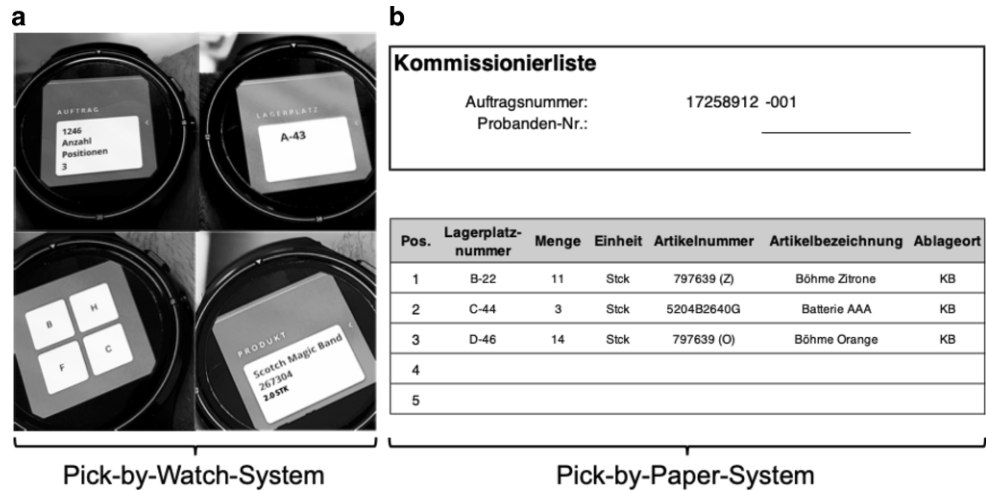 a
AUFTRAG
1246
Anzahl
Positionen
3
LAGERPLATZ
A-43
B
H
F
C
PRODUKT
Scotch Magic Band
267304
2.0 STK
Pick-by-Watch-System
b
Kommissionierliste
Auftragsnummer: 17258912 -001
Probanden-Nr.:
Pos. Lagerplatz-nummer Menge Einheit Artikelnummer Artikelbezeichnung Ablageort
1 B-22 11 Stck 797639 (Z) Böhme Zitrone KB
2 C-44 3 Stck 5204B2640G Batterie AAA KB
3 D-46 14 Stck 797639 (O) Böhme Orange KB
4
5
Pick-by-Paper-System